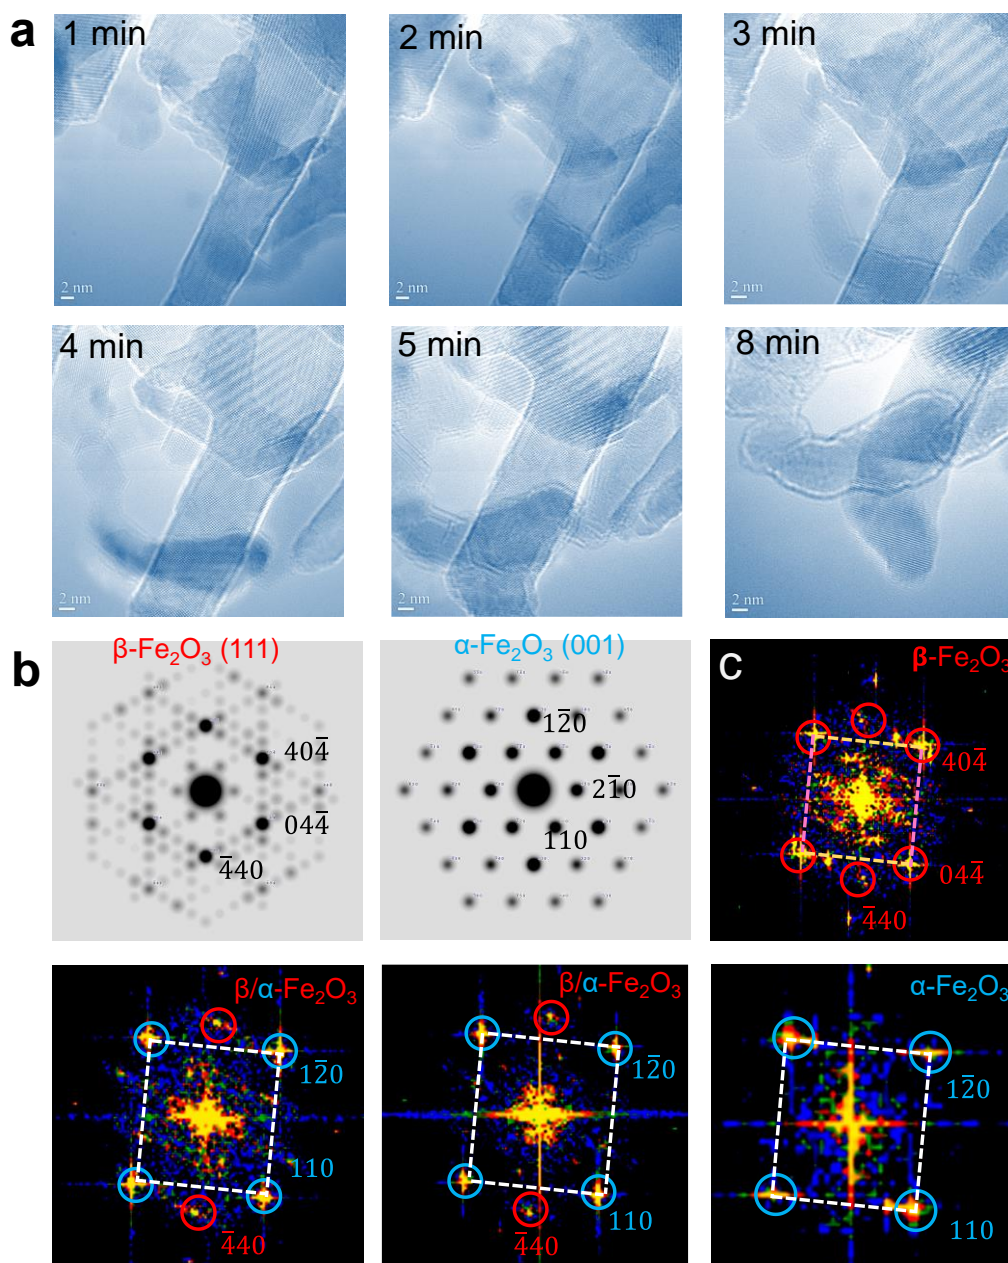 a
1 min
2 nm
2 min
2 nm
3 min
2 nm
4 min
2 nm
5 min
2 nm
8 min
2 nm
b
β-Fe₂O₃ (111)
404̄
044̄
4̄40
α-Fe₂O₃ (001)
12̄0
21̄0
110
c
β-Fe₂O₃
404̄
044̄
4̄40
β/α-Fe₂O₃
12̄0
110
4̄40
β/α-Fe₂O₃
12̄0
110
4̄40
α-Fe₂O₃
12̄0
110